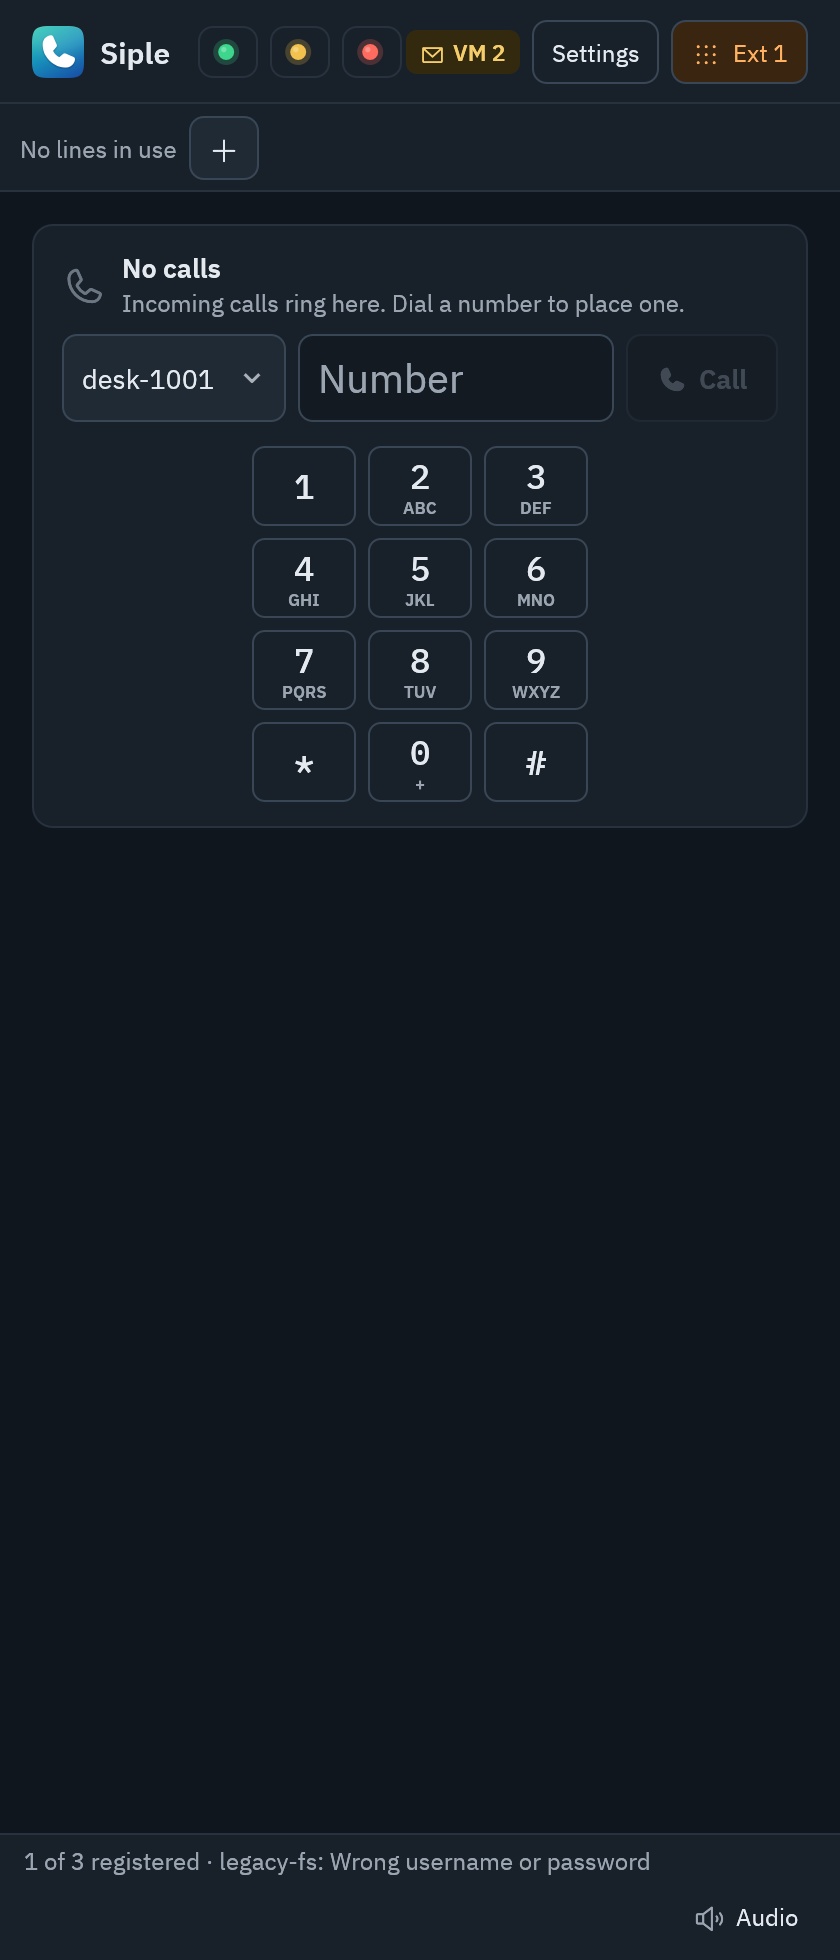 Siple VM 2 Settings Ext 1
No lines in use
No calls
Incoming calls ring here. Dial a number to place one.
desk-1001 Number Call
1 2 3
ABC DEF
4 5 6
GHI JKL MNO
7 8 9
PQRS TUV WXYZ
* 0 #
+
1 of 3 registered · legacy-fs: Wrong username or password
Audio